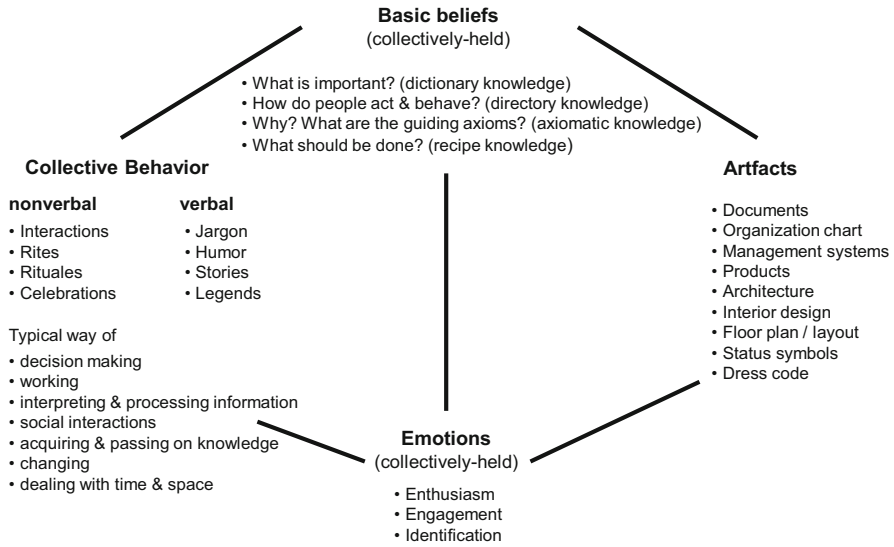 Basic beliefs
(collectively-held)
• What is important? (dictionary knowledge)
• How do people act & behave? (directory knowledge)
• Why? What are the guiding axioms? (axiomatic knowledge)
• What should be done? (recipe knowledge)
Collective Behavior
nonverbal
• Interactions
• Rites
• Rituales
• Celebrations
verbal
• Jargon
• Humor
• Stories
• Legends
Typical way of
• decision making
• working
• interpreting & processing information
• social interactions
• acquiring & passing on knowledge
• changing
• dealing with time & space
Artfacts
• Documents
• Organization chart
• Management systems
• Products
• Architecture
• Interior design
• Floor plan / layout
• Status symbols
• Dress code
Emotions
(collectively-held)
• Enthusiasm
• Engagement
• Identification